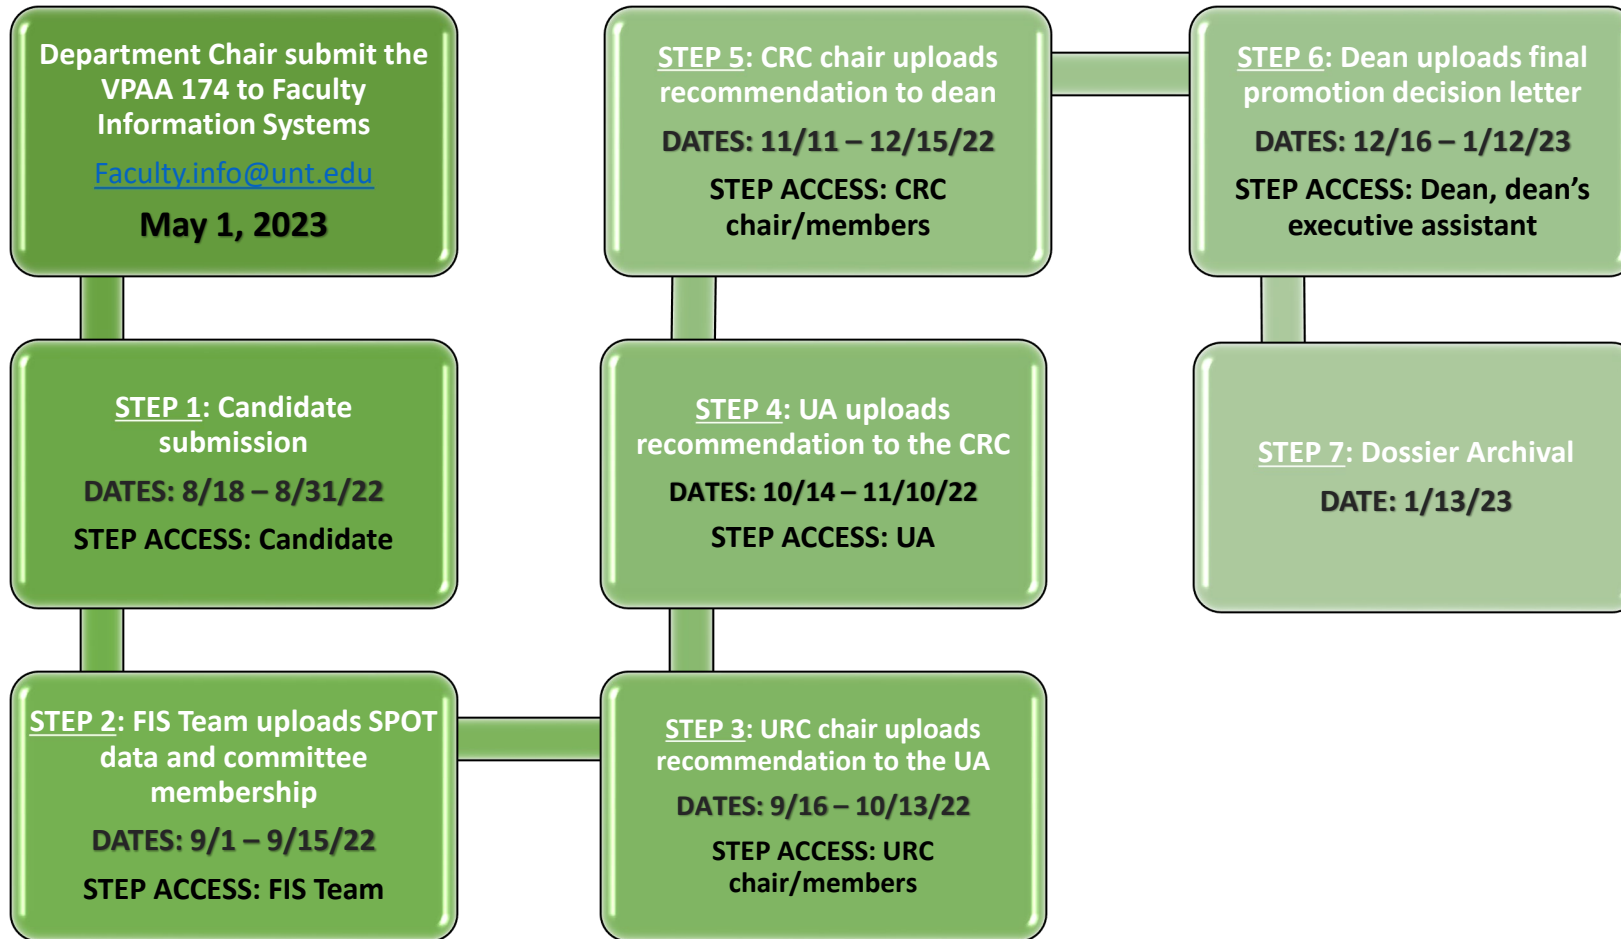 Department Chair submit the
VPAA 174 to Faculty
Information Systems
Faculty.info@unt.edu
May 1, 2023
STEP 1: Candidate
submission
DATES: 8/18 – 8/31/22
STEP ACCESS: Candidate
STEP 2: FIS Team uploads SPOT
data and committee
membership
DATES: 9/1 – 9/15/22
STEP ACCESS: FIS Team
STEP 3: URC chair uploads
recommendation to the UA
DATES: 9/16 – 10/13/22
STEP ACCESS: URC
chair/members
STEP 4: UA uploads
recommendation to the CRC
DATES: 10/14 – 11/10/22
STEP ACCESS: UA
STEP 5: CRC chair uploads
recommendation to dean
DATES: 11/11 – 12/15/22
STEP ACCESS: CRC
chair/members
STEP 6: Dean uploads final
promotion decision letter
DATES: 12/16 – 1/12/23
STEP ACCESS: Dean, dean’s
executive assistant
STEP 7: Dossier Archival
DATE: 1/13/23